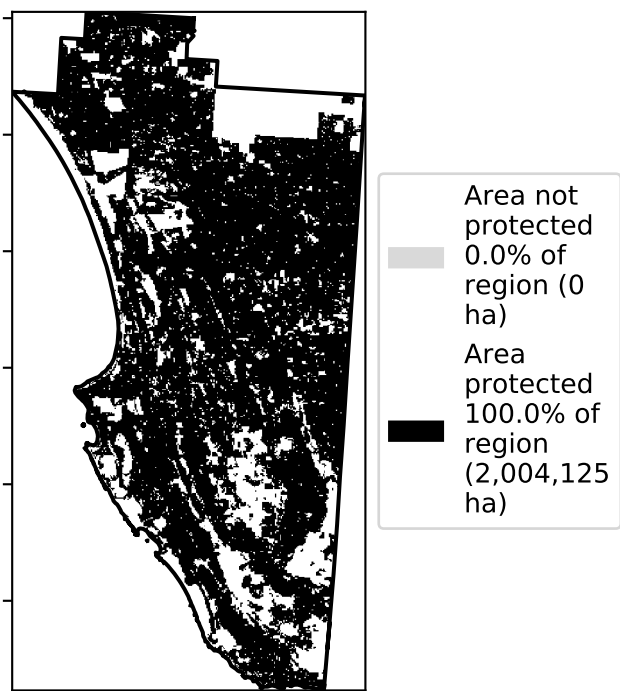 Area not
protected
0.0% of
region (0
ha)
Area
protected
100.0% of
region
(2,004,125
ha)